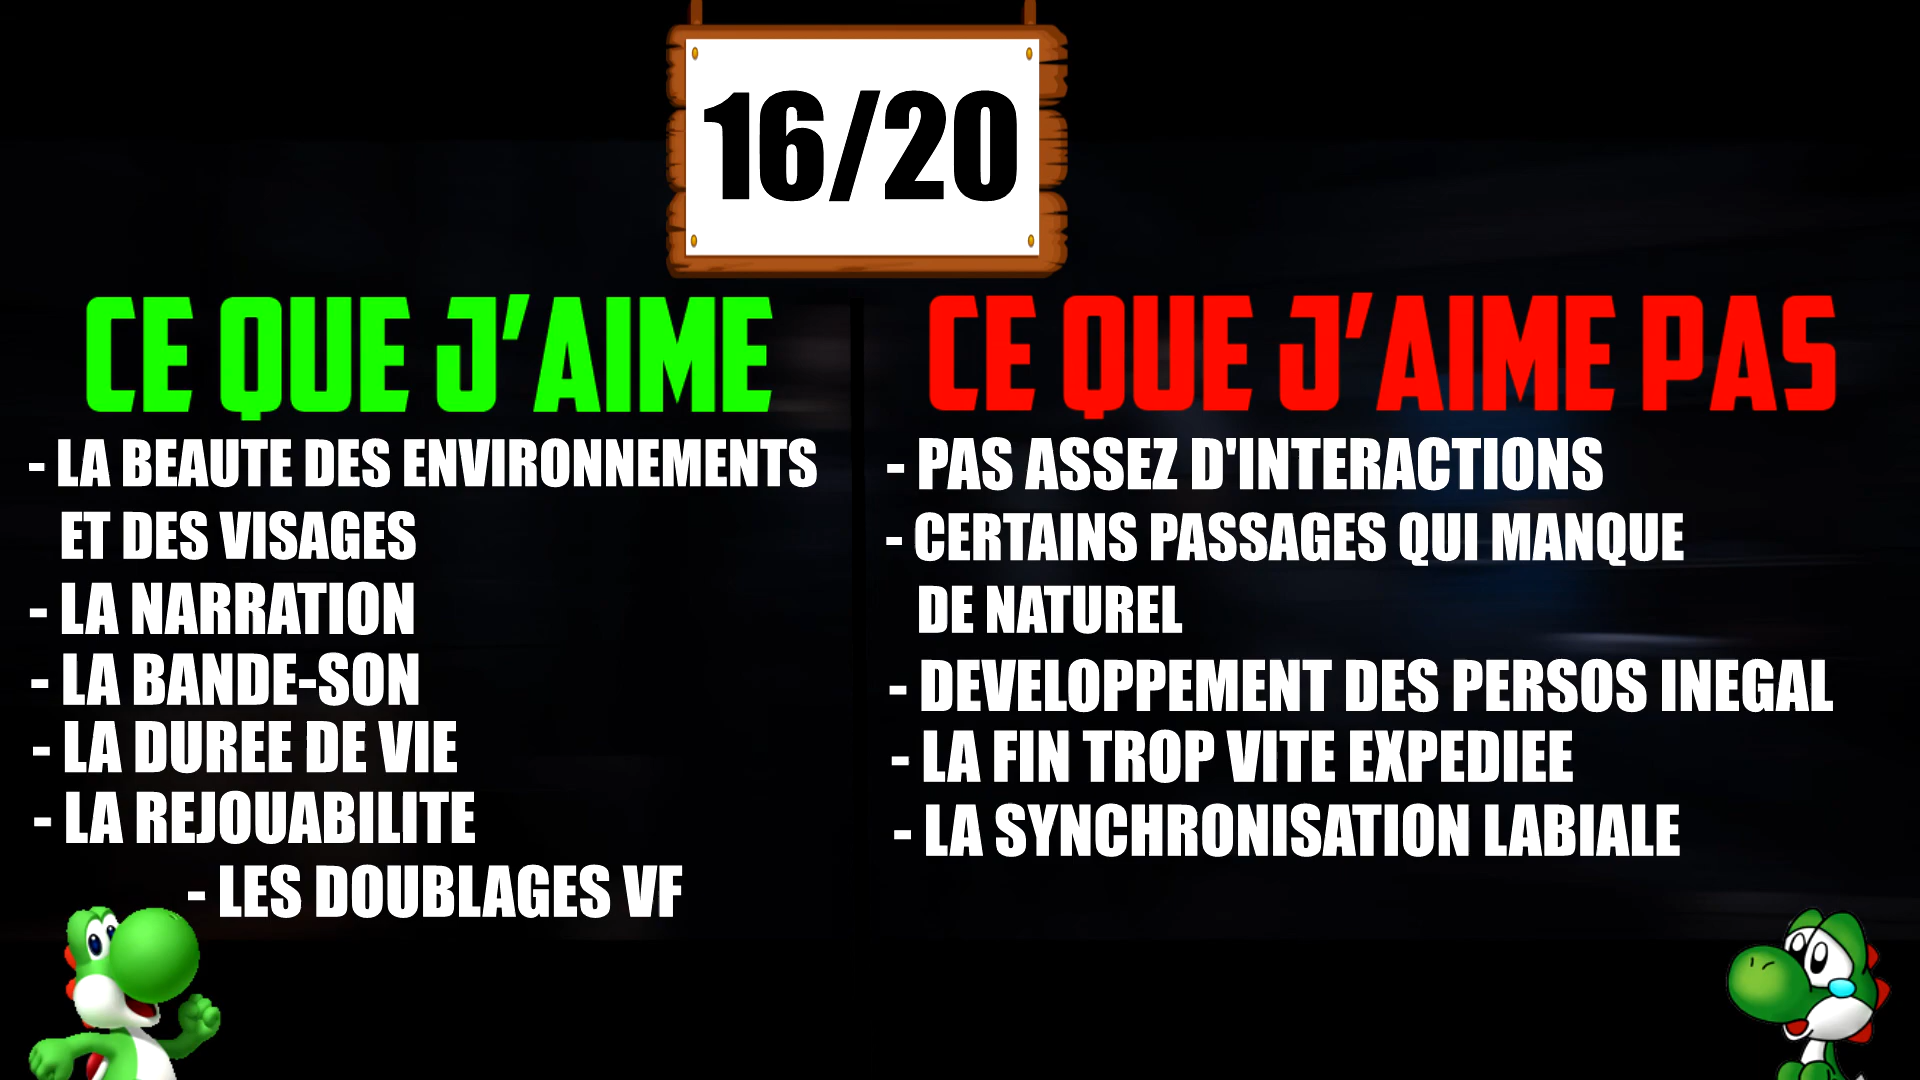 16/20
CE QUE J'AIME
- LA BEAUTE DES ENVIRONNEMENTS
ET DES VISAGES
- LA NARRATION
- LA BANDE-SON
- LA DUREE DE VIE
- LA REJOUABILITE
- LES DOUBLAGES VF
CE QUE J'AIME PAS
- PAS ASSEZ D'INTERACTIONS
- CERTAINS PASSAGES QUI MANQUE
DE NATUREL
- DEVELOPPEMENT DES PERSOS INEGAL
- LA FIN TROP VITE EXPEDIEE
- LA SYNCHRONISATION LABIALE